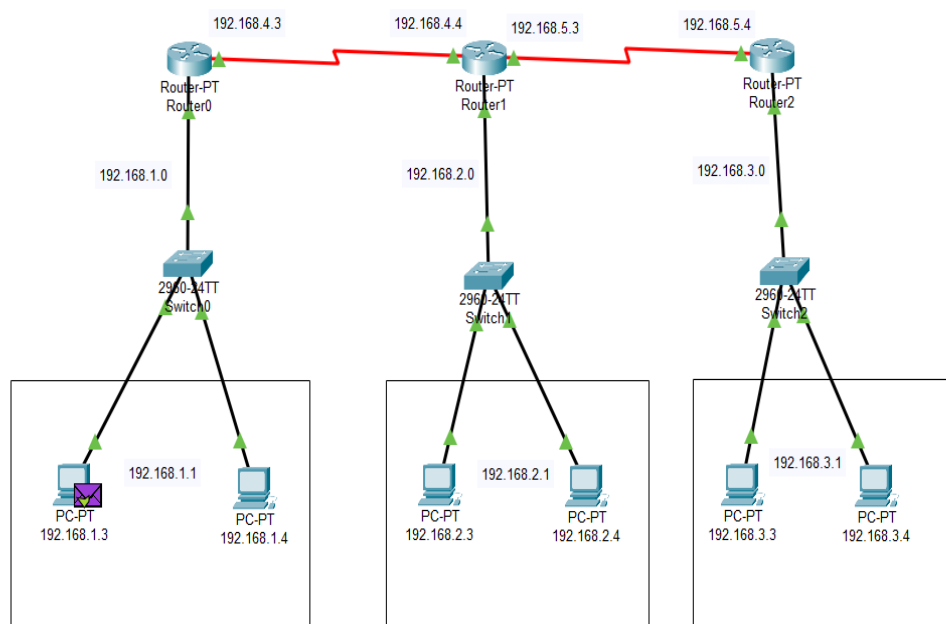 192.168.4.3
192.168.4.4
192.168.5.3
192.168.5.4
Router-PT
Router0
Router-PT
Router1
Router-PT
Router2
192.168.1.0
192.168.2.0
192.168.3.0
2960-24TT
Switch0
2960-24TT
Switch1
2960-24TT
Switch2
192.168.1.1
192.168.2.1
192.168.3.1
PC-PT
192.168.1.3
PC-PT
192.168.1.4
PC-PT
192.168.2.3
PC-PT
192.168.2.4
PC-PT
192.168.3.3
PC-PT
192.168.3.4